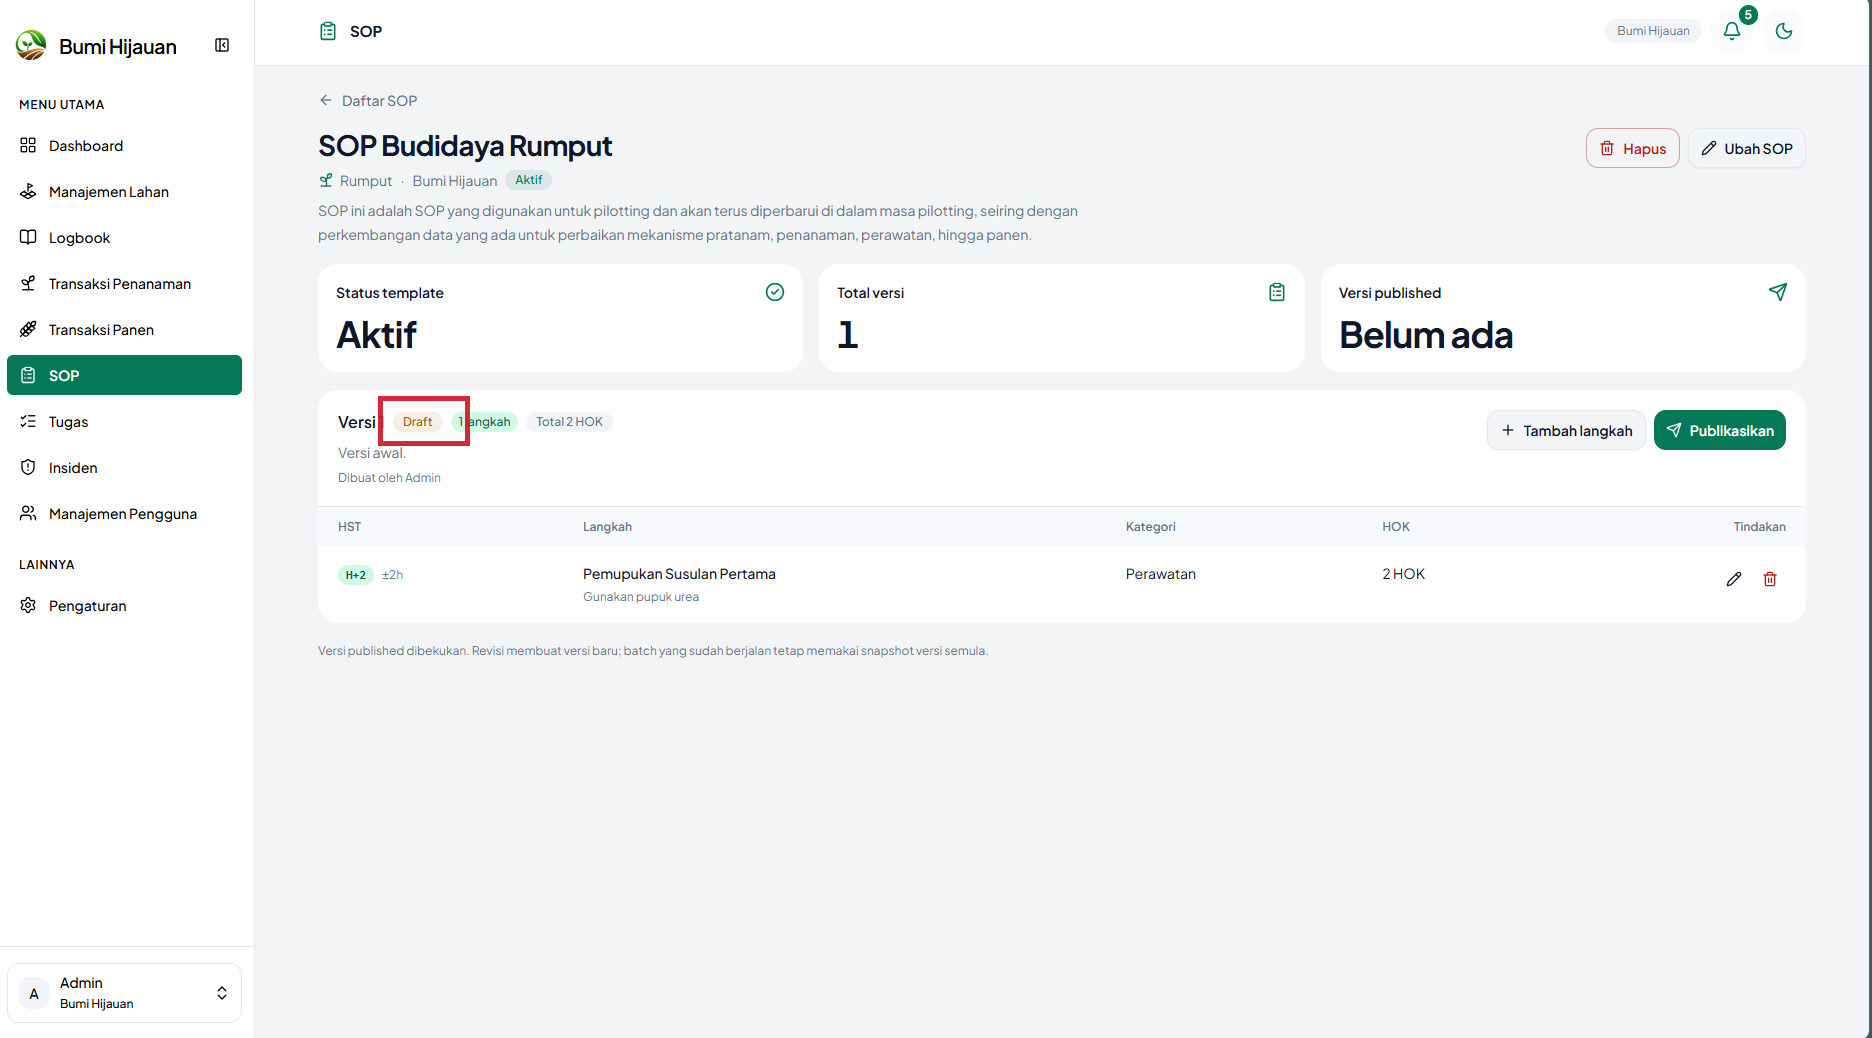 Bumi Hijauan
MENU UTAMA
Dashboard
Manajemen Lahan
Logbook
Transaksi Penanaman
Transaksi Panen
SOP
Tugas
Insiden
Manajemen Pengguna
LAINNYA
Pengaturan
A
Admin
Bumi Hijauan
SOP
Bumi Hijauan
5
Daftar SOP
SOP Budidaya Rumput
Hapus
Ubah SOP
Rumput · Bumi Hijauan Aktif
SOP ini adalah SOP yang digunakan untuk pilotting dan akan terus diperbarui di dalam masa pilotting, seiring dengan
perkembangan data yang ada untuk perbaikan mekanisme pratanam, penanaman, perawatan, hingga panen.
Status template
Aktif
Total versi
1
Versi published
Belum ada
Versi 1 Draft 1 langkah Total 2 HOK
Versi awal.
Dibuat oleh Admin
Tambah langkah
Publikasikan
HST Langkah Kategori HOK Tindakan
H+2 ±2h Pemupukan Susulan Pertama Perawatan 2 HOK
Gunakan pupuk urea
Versi published dibekukan. Revisi membuat versi baru; batch yang sudah berjalan tetap memakai snapshot versi semula.